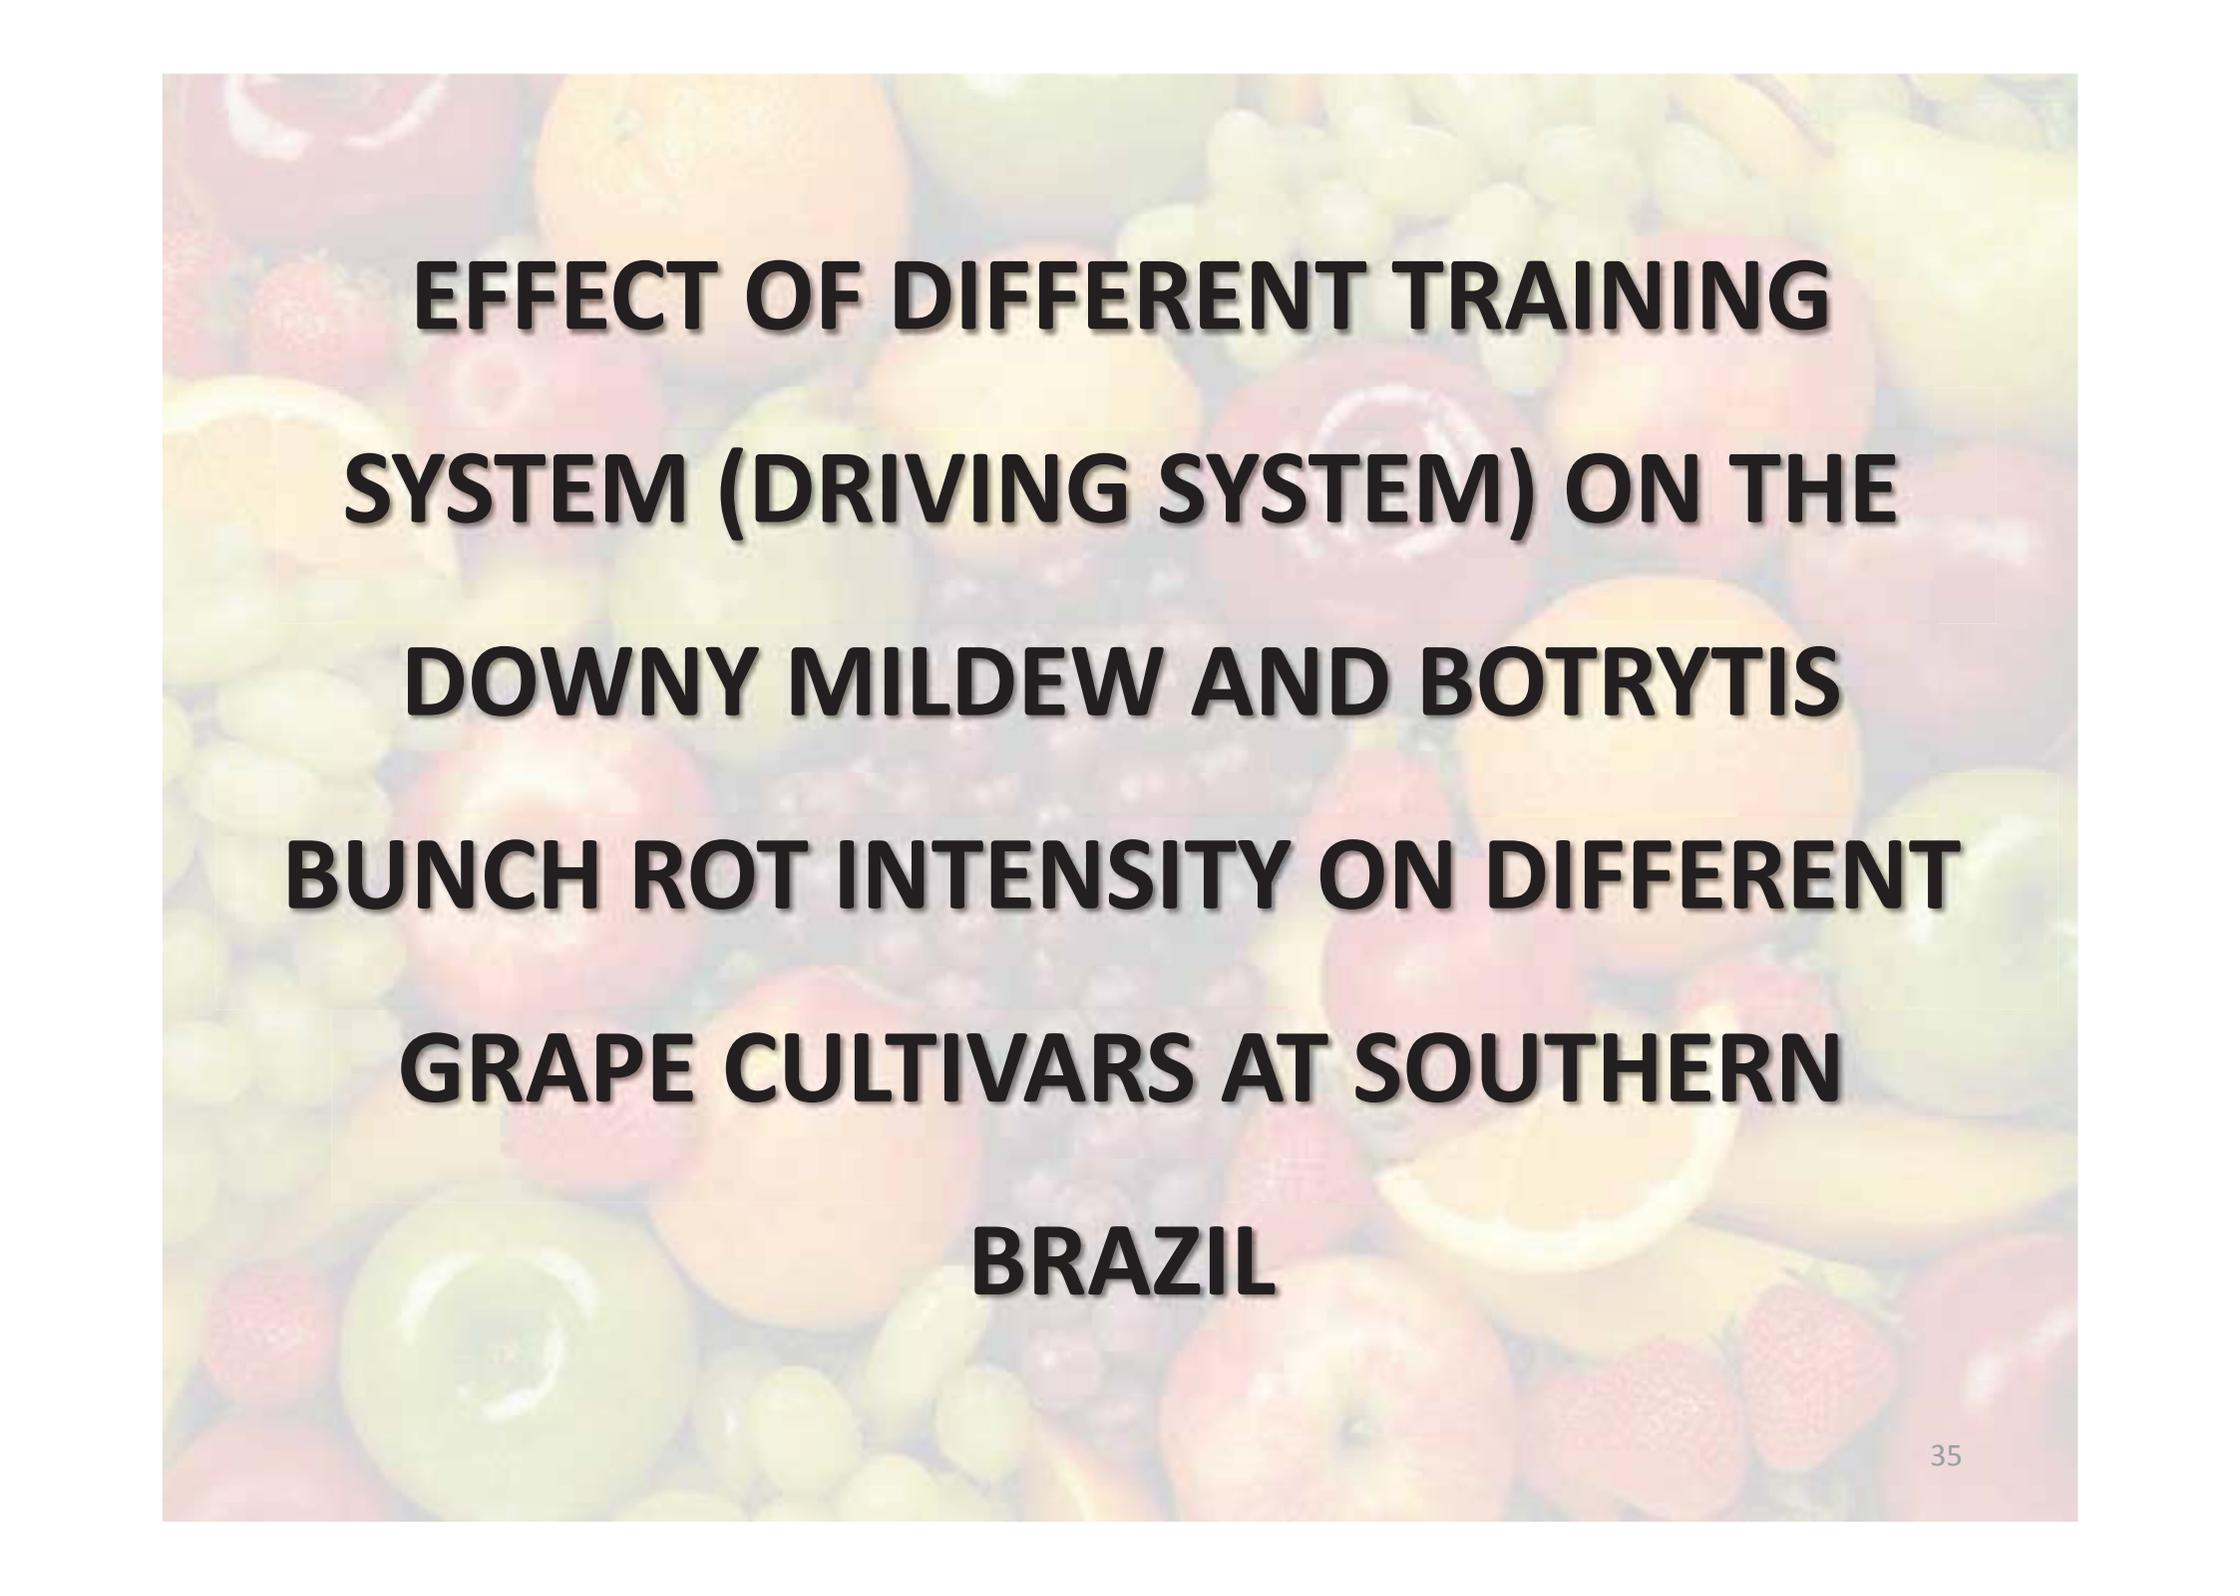 EFFECT OF DIFFERENT TRAINING
SYSTEM (DRIVING SYSTEM) ON THE
DOWNY MILDEW AND BOTRYTIS
BUNCH ROT INTENSITY ON DIFFERENT
GRAPE CULTIVARS AT SOUTHERN
BRAZIL
35